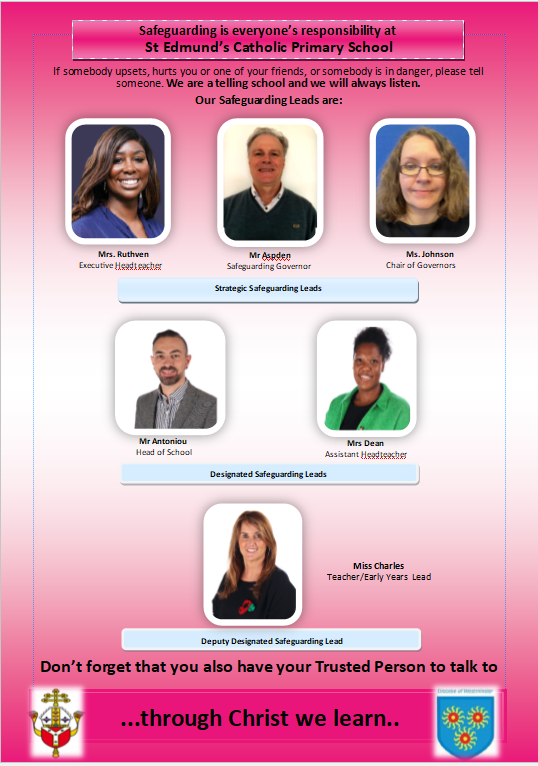 Safeguarding is everyone's responsibility at
St Edmund's Catholic Primary School
If somebody upsets, hurts you or one of your friends, or somebody is in danger, please tell
someone. We are a telling school and we will always listen.
Our Safeguarding Leads are:
Mrs. Ruthven
Executive Headteacher
Mr Aspden
Safeguarding Governor
Ms. Johnson
Chair of Governors
Strategic Safeguarding Leads
Mr Antoniou
Head of School
Mrs Dean
Assistant Headteacher
Designated Safeguarding Leads
Miss Charles
Teacher/Early Years Lead
Deputy Designated Safeguarding Lead
Don't forget that you also have your Trusted Person to talk to
Diocese of Westminster
...through Christ we learn..